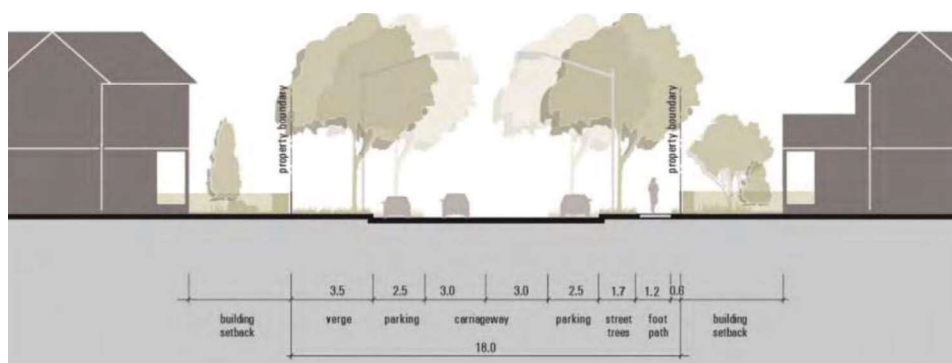 property boundary
property boundary
3.5 2.5 3.0 3.0 2.5 1.7 1.2 0.6
building setback verge parking carriageway parking street trees foot path building setback
18.0